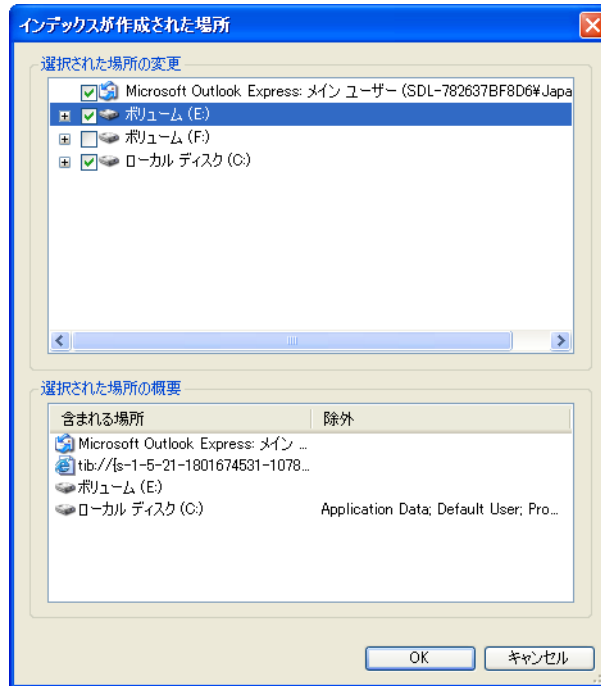 インデックスが作成された場所
選択された場所の変更
Microsoft Outlook Express: メイン ユーザー (SDL-782637BF8D6¥Japa
ボリューム (E:)
ボリューム (F:)
ローカル ディスク (C:)
選択された場所の概要
含まれる場所 除外
Microsoft Outlook Express: メイン ...
tib://{s-1-5-21-1801674531-1078...
ボリューム (E:)
ローカル ディスク (C:) Application Data; Default User; Pro...
OK キャンセル